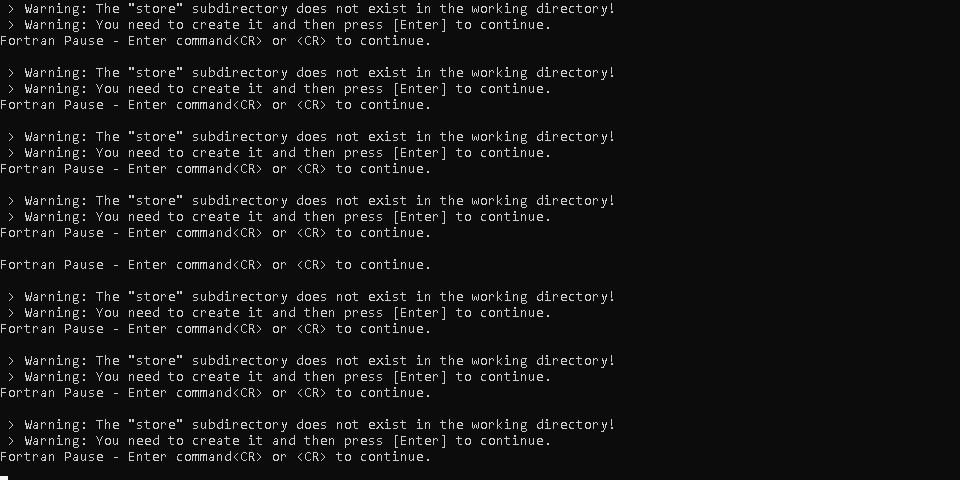 > Warning: The "store" subdirectory does not exist in the working directory!
> Warning: You need to create it and then press [Enter] to continue.
Fortran Pause - Enter command<CR> or <CR> to continue.
> Warning: The "store" subdirectory does not exist in the working directory!
> Warning: You need to create it and then press [Enter] to continue.
Fortran Pause - Enter command<CR> or <CR> to continue.
> Warning: The "store" subdirectory does not exist in the working directory!
> Warning: You need to create it and then press [Enter] to continue.
Fortran Pause - Enter command<CR> or <CR> to continue.
> Warning: The "store" subdirectory does not exist in the working directory!
> Warning: You need to create it and then press [Enter] to continue.
Fortran Pause - Enter command<CR> or <CR> to continue.
Fortran Pause - Enter command<CR> or <CR> to continue.
> Warning: The "store" subdirectory does not exist in the working directory!
> Warning: You need to create it and then press [Enter] to continue.
Fortran Pause - Enter command<CR> or <CR> to continue.
> Warning: The "store" subdirectory does not exist in the working directory!
> Warning: You need to create it and then press [Enter] to continue.
Fortran Pause - Enter command<CR> or <CR> to continue.
> Warning: The "store" subdirectory does not exist in the working directory!
> Warning: You need to create it and then press [Enter] to continue.
Fortran Pause - Enter command<CR> or <CR> to continue.